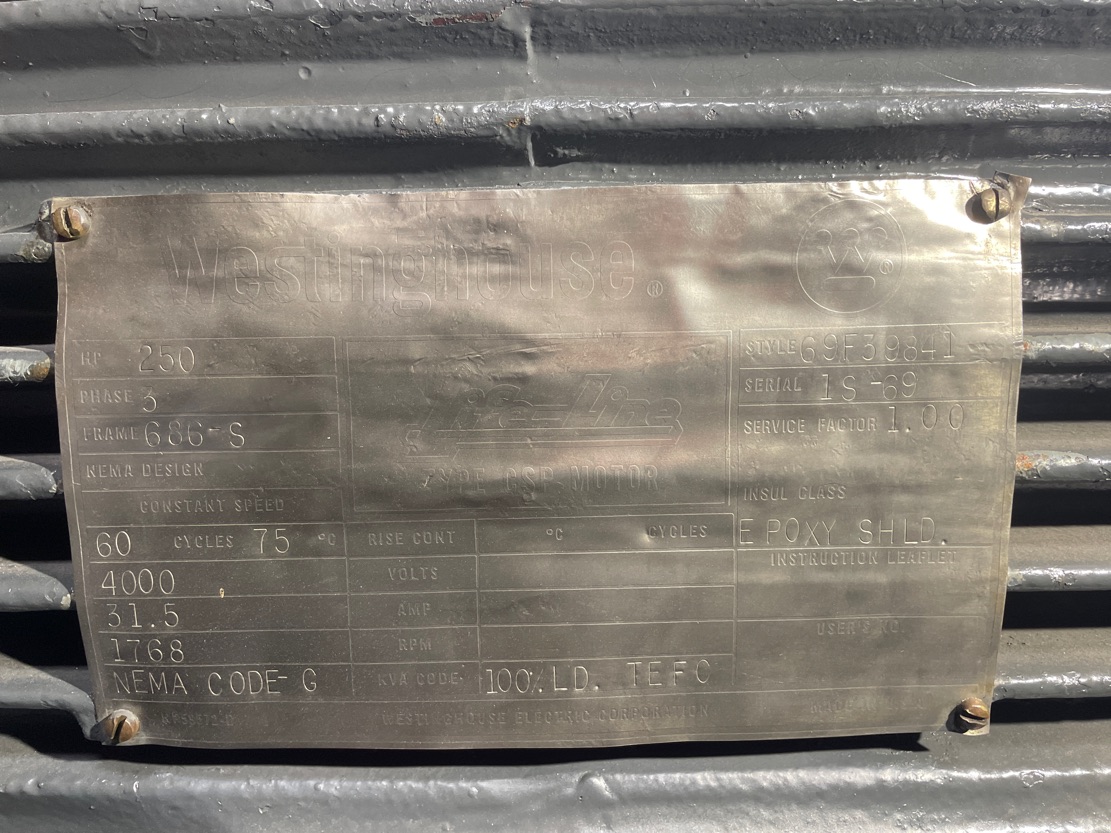 Westinghouse ®
W ®
HP 250
PHASE 3
FRAME 686-S
NEMA DESIGN
CONSTANT SPEED
Life-Line
TYPE CSP MOTOR
STYLE 69F39841
SERIAL 1S-69
SERVICE FACTOR 1.00
INSUL CLASS
EPOXY SHLD.
INSTRUCTION LEAFLET
60 CYCLES 75 °C RISE CONT °C CYCLES
4000 VOLTS
31.5 AMP
1768 RPM
USER'S NO
NEMA CODE-G KVA CODE 100% LD. TEFC
WESTINGHOUSE ELECTRIC CORPORATION